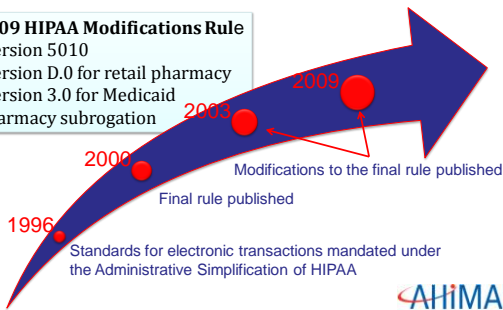 09 HIPAA Modifications Rule
ersion 5010
ersion D.0 for retail pharmacy
ersion 3.0 for Medicaid
armacy subrogation
2009
2003
Modifications to the final rule published
2000
Final rule published
1996
Standards for electronic transactions mandated under
the Administrative Simplification of HIPAA
AHiMA